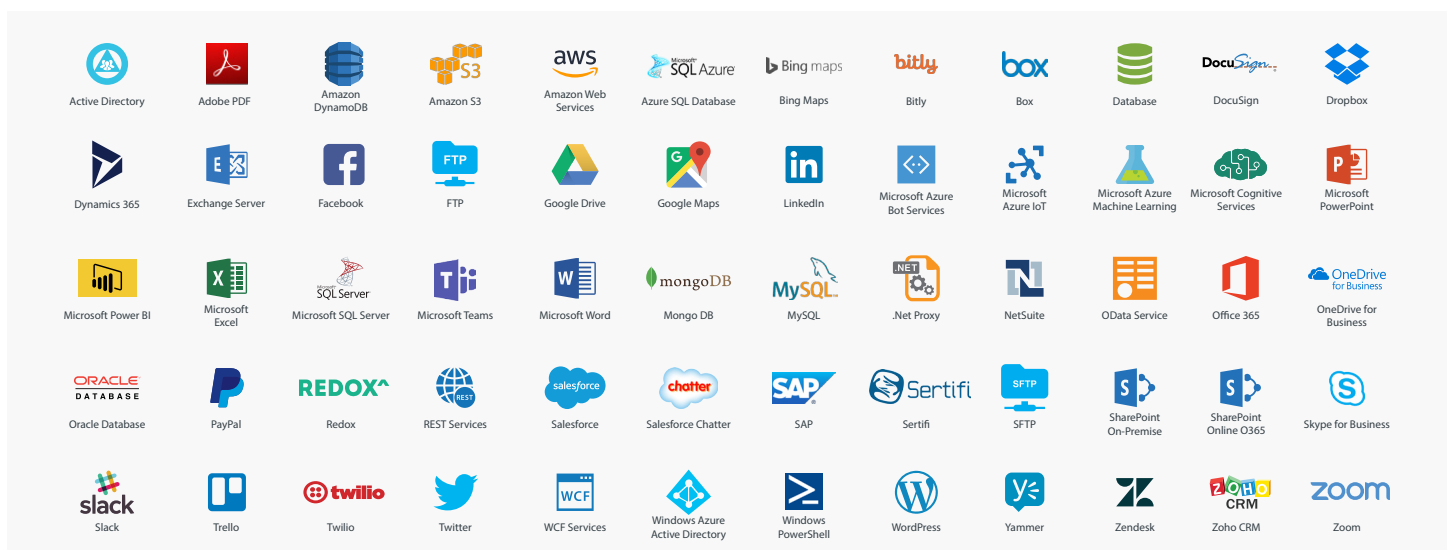 aws
S3
Microsoft
SQL Azure
Bing maps
bitly
box
DocuSign
Active Directory
Adobe PDF
Amazon
DynamoDB
Amazon S3
Amazon Web
Services
Azure SQL Database
Bing Maps
Bitly
Box
Database
DocuSign
Dropbox
E
f
FTP
G
in
P
Dynamics 365
Exchange Server
Facebook
FTP
Google Drive
Google Maps
LinkedIn
Microsoft Azure
Bot Services
Microsoft
Azure IoT
Microsoft Azure
Machine Learning
Microsoft Cognitive
Services
Microsoft
PowerPoint
X
Microsoft
SQL Server
T
W
mongoDB
MySQL
.NET
N
OneDrive
for Business
Microsoft Power BI
Microsoft
Excel
Microsoft SQL Server
Microsoft Teams
Microsoft Word
Mongo DB
MySQL
.Net Proxy
NetSuite
OData Service
Office 365
OneDrive for
Business
ORACLE
DATABASE
REDOX^
REST
salesforce
chatter
SAP
Sertifi
SFTP
S
S
S
Oracle Database
PayPal
Redox
REST Services
Salesforce
Salesforce Chatter
SAP
Sertifi
SFTP
SharePoint
On-Premise
SharePoint
Online O365
Skype for Business
slack
twilio
WCF
W
y
ZOHO
CRM
zoom
Slack
Trello
Twilio
Twitter
WCF Services
Windows Azure
Active Directory
Windows
PowerShell
WordPress
Yammer
Zendesk
Zoho CRM
Zoom